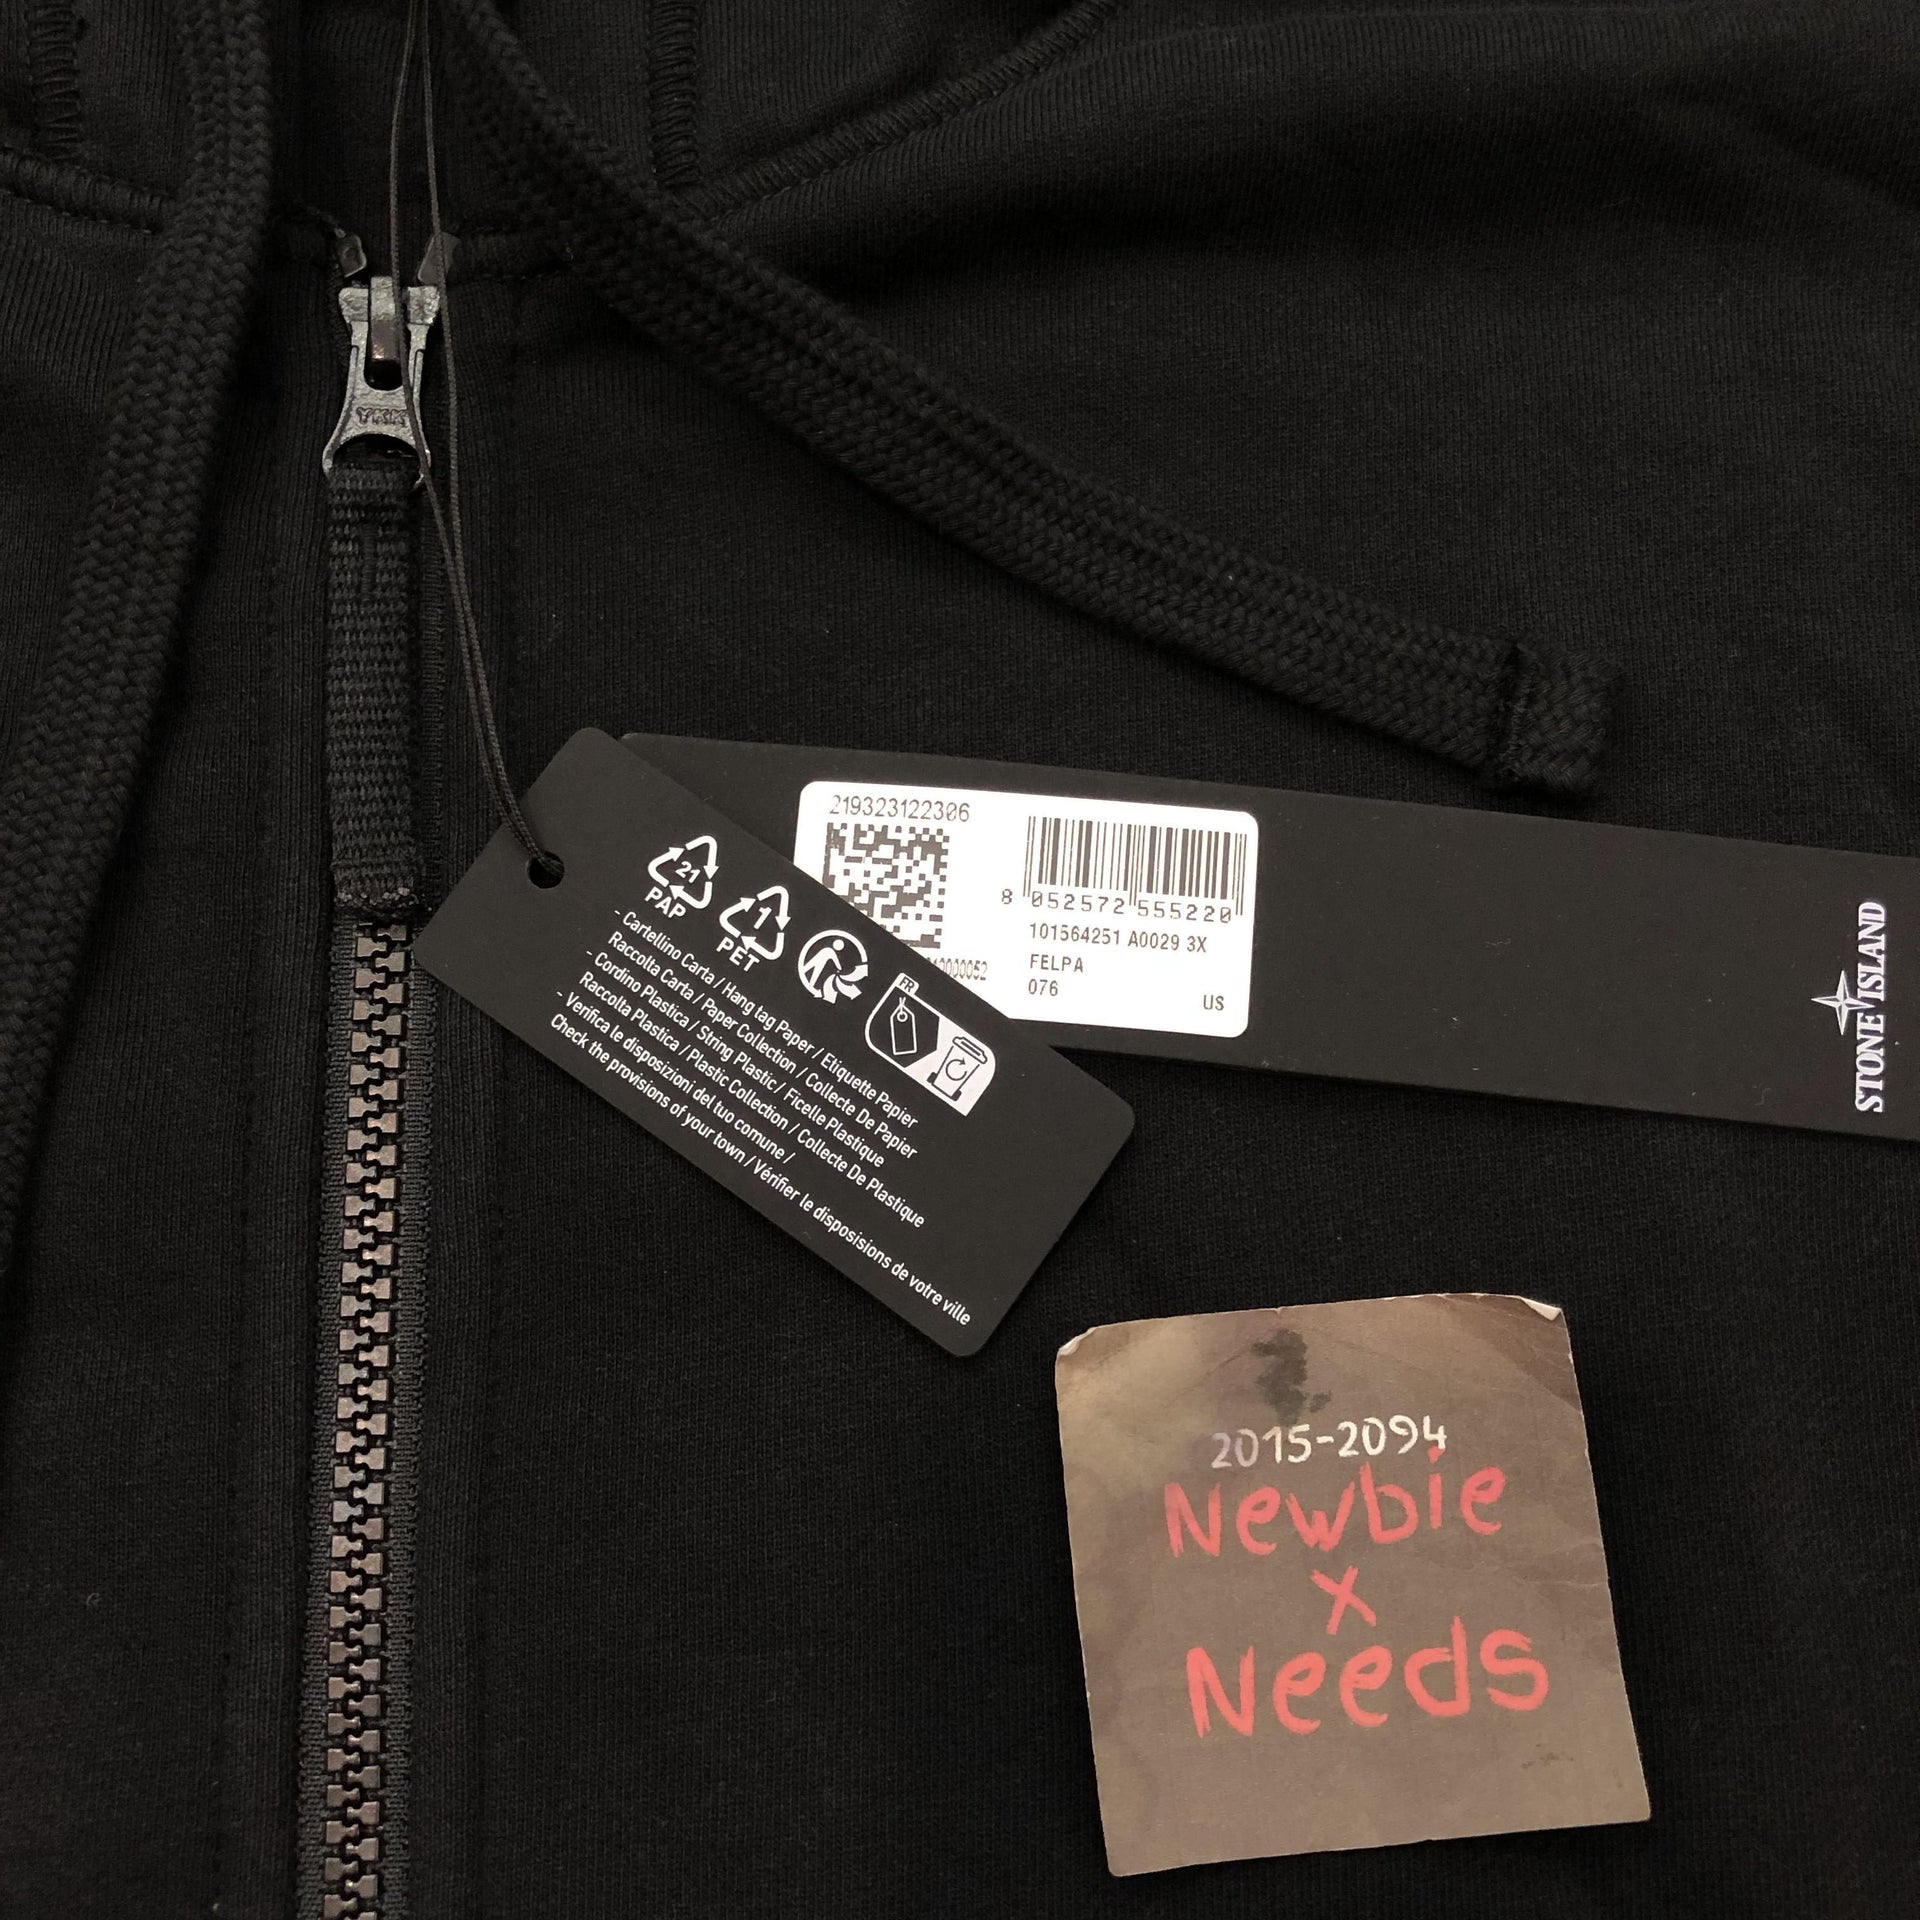 YKK
219323122306
8 052572 555220
101564251 A0029 3X
FELPA
076
US
STONE ISLAND
21
PAP
1
PET
FR
- Cartellino Carta / Hang tag Paper / Etiquette Papier
Raccolta Carta / Paper Collection / Collecte De Papier
- Cordino Plastica / String Plastic / Ficelle Plastique
Raccolta Plastica / Plastic Collection / Collecte De Plastique
- Verifica le disposizioni del tuo comune /
Check the provisions of your town / Vérifier le disposisions de votre ville
2015-2094
Newbie
x
Needs